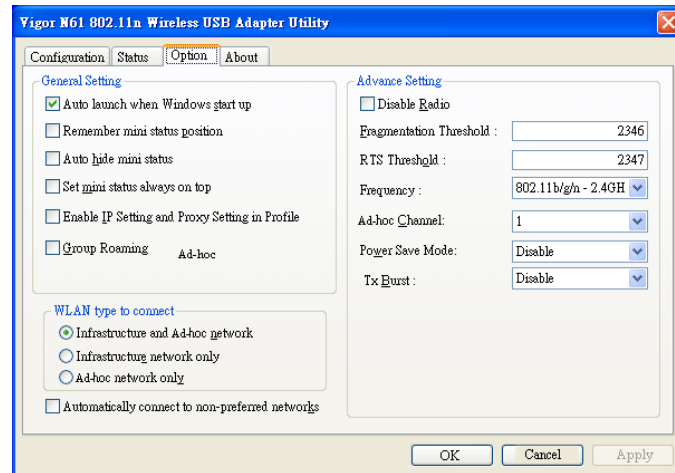 Vigor N61 802.11n Wireless USB Adapter Utility
Configuration Status Option About
General Setting
Auto launch when Windows start up
Remember mini status position
Auto hide mini status
Set mini status always on top
Enable IP Setting and Proxy Setting in Profile
Group Roaming Ad-hoc
WLAN type to connect
Infrastructure and Ad-hoc network
Infrastructure network only
Ad-hoc network only
Automatically connect to non-preferred networks
Advance Setting
Disable Radio
Fragmentation Threshold : 2346
RTS Threshold : 2347
Frequency : 802.11b/g/n - 2.4GH
Ad-hoc Channel: 1
Power Save Mode: Disable
Tx Burst : Disable
OK Cancel Apply